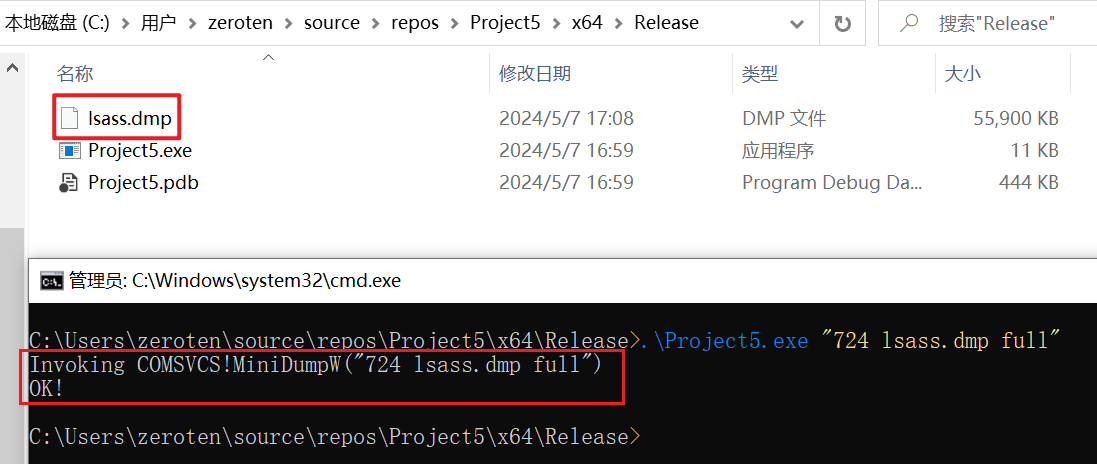 本地磁盘 (C:) > 用户 > zeroten > source > repos > Project5 > x64 > Release
搜索"Release"
名称 修改日期 类型 大小
lsass.dmp 2024/5/7 17:08 DMP 文件 55,900 KB
Project5.exe 2024/5/7 16:59 应用程序 11 KB
Project5.pdb 2024/5/7 16:59 Program Debug Da... 444 KB
管理员: C:\Windows\system32\cmd.exe
C:\Users\zeroten\source\repos\Project5\x64\Release>.\Project5.exe "724 lsass.dmp full"
Invoking COMSVCS!MiniDumpW("724 lsass.dmp full")
OK!
C:\Users\zeroten\source\repos\Project5\x64\Release>